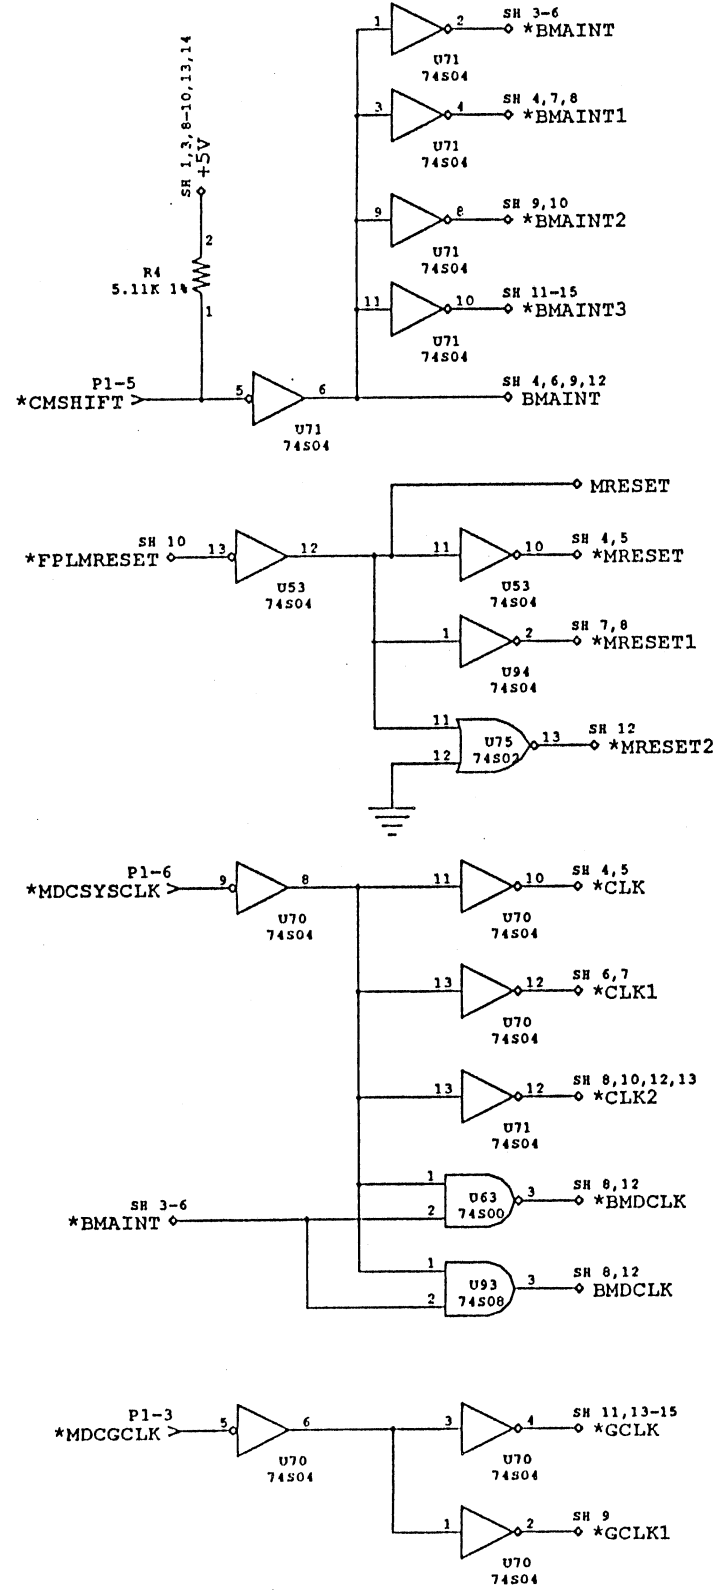 SH 1,3,8-10,13,14
+5V
2
R4
5.11K 1%
1
P1-5
*CMSHIFT
5
6
U71
74S04
1
2
SH 3-6
*BMAINT
U71
74S04
3
4
SH 4,7,8
*BMAINT1
U71
74S04
9
8
SH 9,10
*BMAINT2
U71
74S04
11
10
SH 11-15
*BMAINT3
U71
74S04
SH 4,6,9,12
BMAINT
MRESET
SH 10
*FPLMRESET
13
12
U53
74S04
11
10
SH 4,5
*MRESET
U53
74S04
1
2
SH 7,8
*MRESET1
U94
74S04
11
12
U75
74S02
13
SH 12
*MRESET2
P1-6
*MDCSYSCLK
9
8
U70
74S04
11
10
SH 4,5
*CLK
U70
74S04
13
12
SH 6,7
*CLK1
U70
74S04
13
12
SH 8,10,12,13
*CLK2
U71
74S04
SH 3-6
*BMAINT
1
2
U63
74S00
3
SH 8,12
*BMDCLK
1
2
U93
74S08
3
SH 8,12
BMDCLK
P1-3
*MDCGCLK
5
6
U70
74S04
3
4
SH 11,13-15
*GCLK
U70
74S04
1
2
SH 9
*GCLK1
U70
74S04